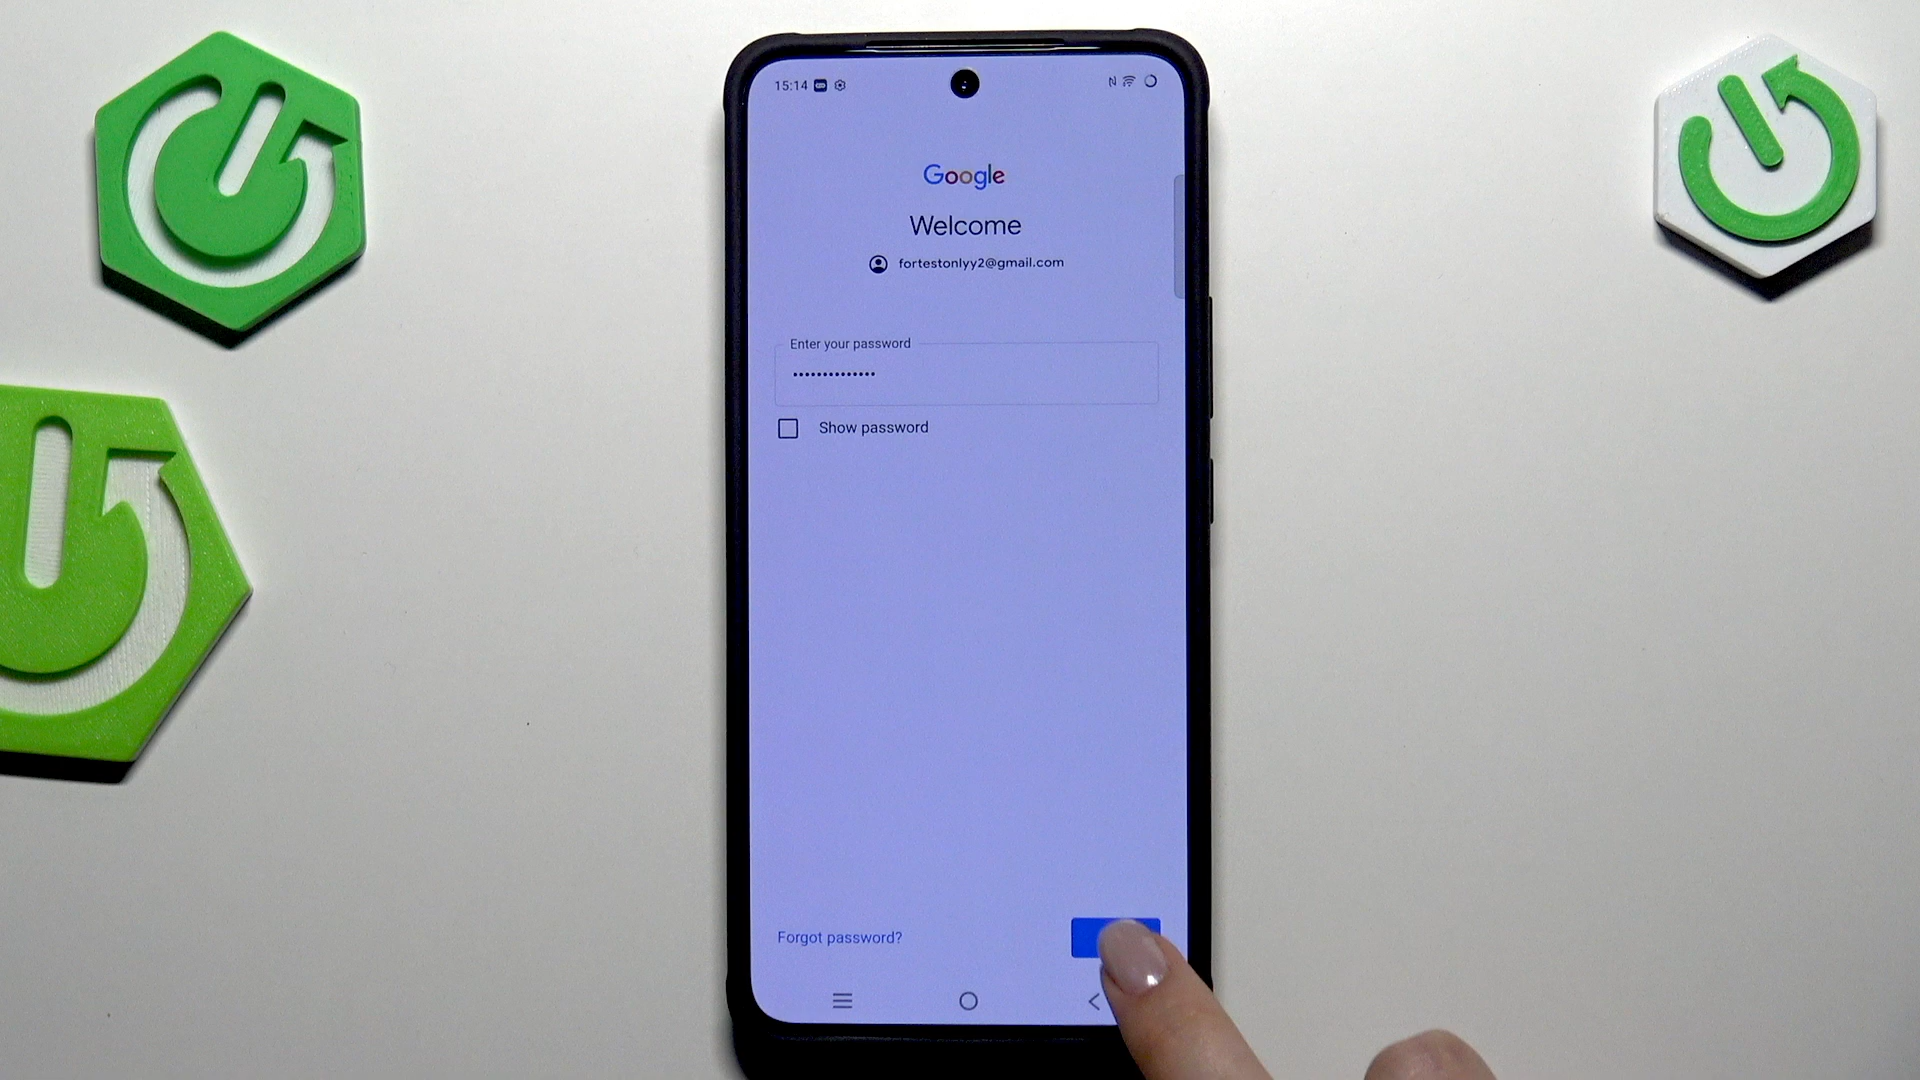 15:14
Google
Welcome
fortestonlyy2@gmail.com
Enter your password
••••••••••••••
Show password
Forgot password?